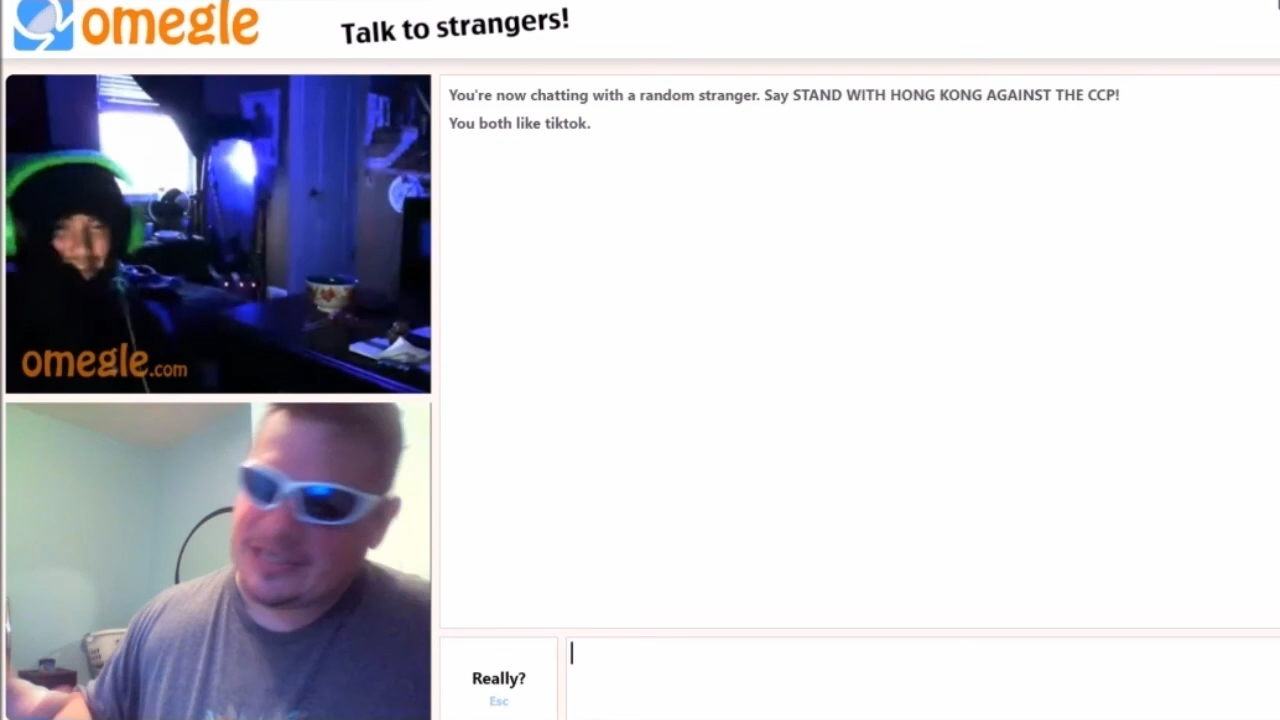 omegle
Talk to strangers!
You're now chatting with a random stranger. Say STAND WITH HONG KONG AGAINST THE CCP!
You both like tiktok.
omegle.com
Really?
Esc